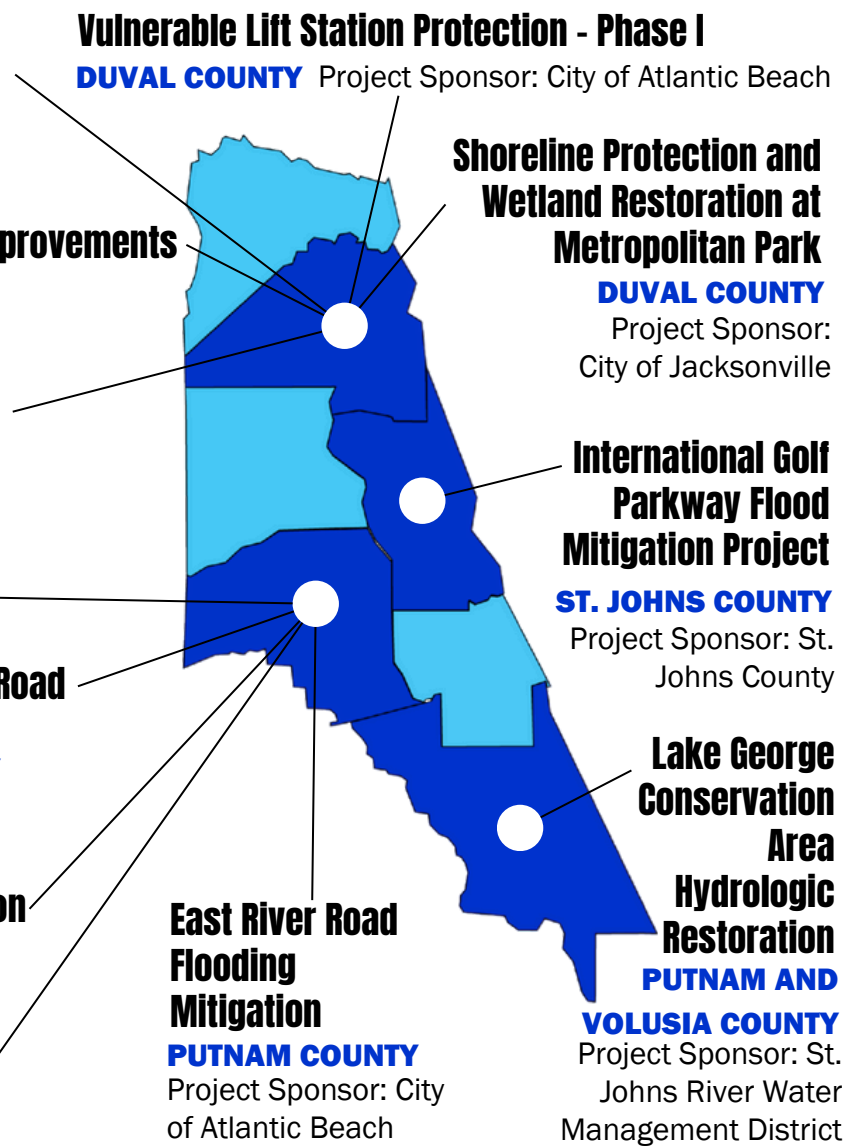 Vulnerable Lift Station Protection - Phase I
DUVAL COUNTY Project Sponsor: City of Atlantic Beach
Shoreline Protection and
Wetland Restoration at
Metropolitan Park
DUVAL COUNTY
Project Sponsor:
City of Jacksonville
provements
International Golf
Parkway Flood
Mitigation Project
ST. JOHNS COUNTY
Project Sponsor: St.
Johns County
Road
Lake George
Conservation
Area
Hydrologic
Restoration
PUTNAM AND
VOLUSIA COUNTY
Project Sponsor: St.
Johns River Water
Management District
on
East River Road
Flooding
Mitigation
PUTNAM COUNTY
Project Sponsor: City
of Atlantic Beach